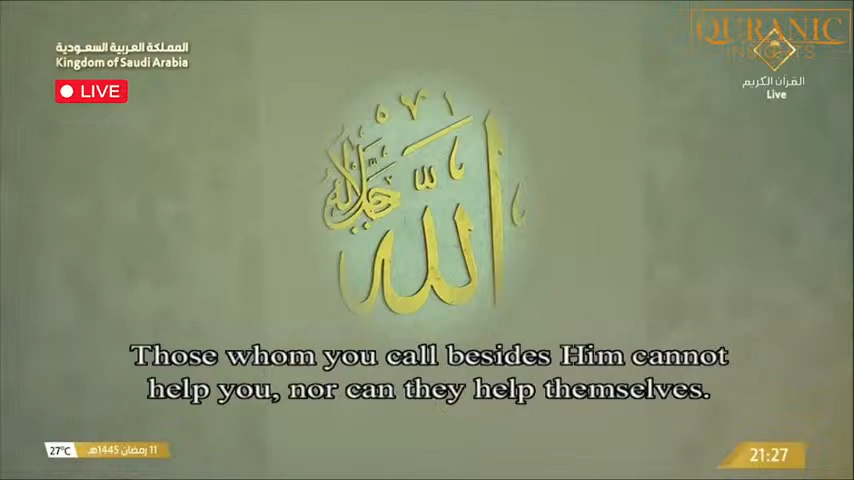 المملكة العربية السعودية
Kingdom of Saudi Arabia
LIVE
QURANIC
INSIGHTS
القرآن الكريم
Live
الله
جل جلاله
Those whom you call besides Him cannot
help you, nor can they help themselves.
27°C
11 رمضان 1445هـ
21:27